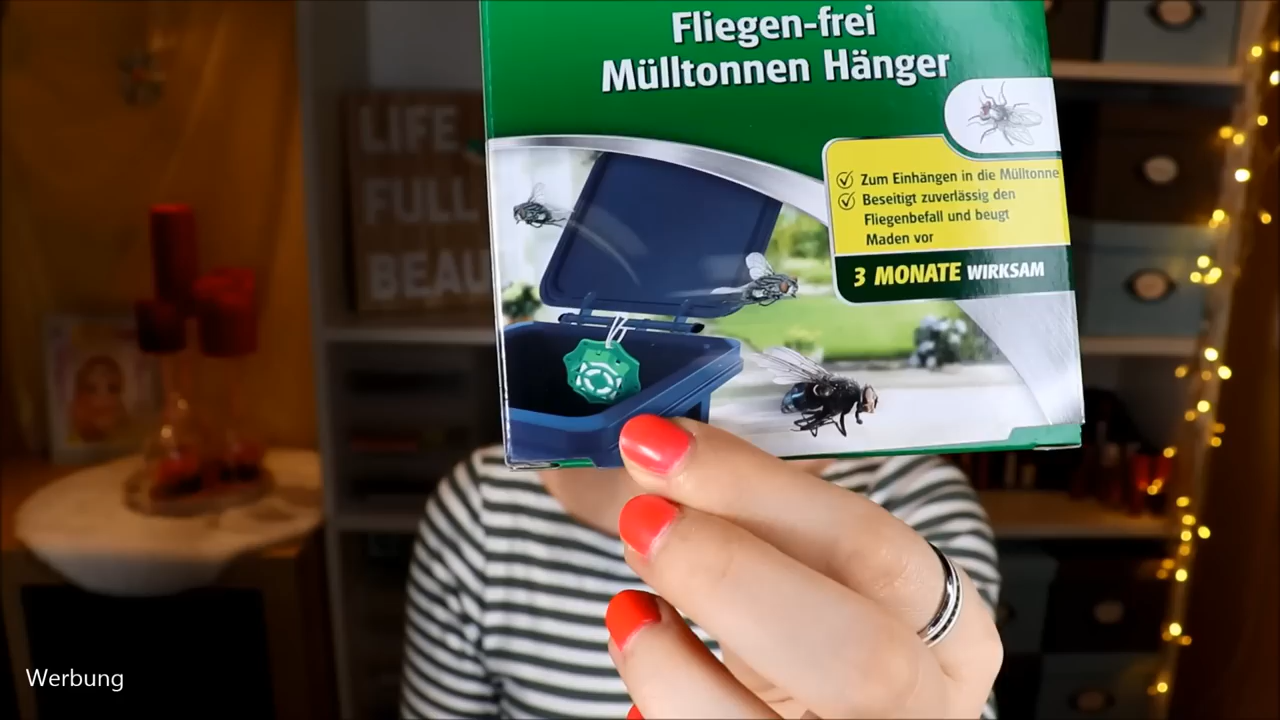 Fliegen-frei
Mülltonnen Hänger
Zum Einhängen in die Mülltonne
Beseitigt zuverlässig den
Fliegenbefall und beugt
Maden vor
3 MONATE WIRKSAM
LIFE
FULL
BEAU
Werbung